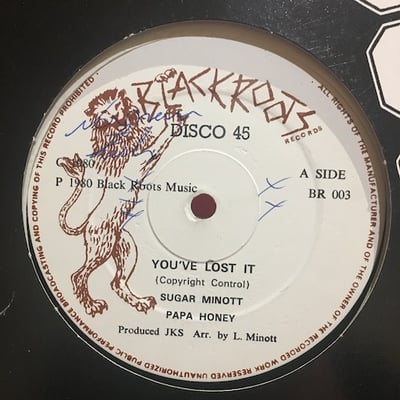 BLACKROOTS
RECORDS
DISCO 45
C 1980
P 1980 Black Roots Music
A SIDE
BR 003
YOU'VE LOST IT
(Copyright Control)
SUGAR MINOTT
PAPA HONEY
Produced JKS Arr. by L. Minott
ALL RIGHTS OF THE MANUFACTURER AND OF THE OWNER OF THE RECORDED WORK RESERVED UNAUTHORIZED PUBLIC PERFORMANCE BROADCASTING AND COPYING OF THIS RECORD PROHIBITED